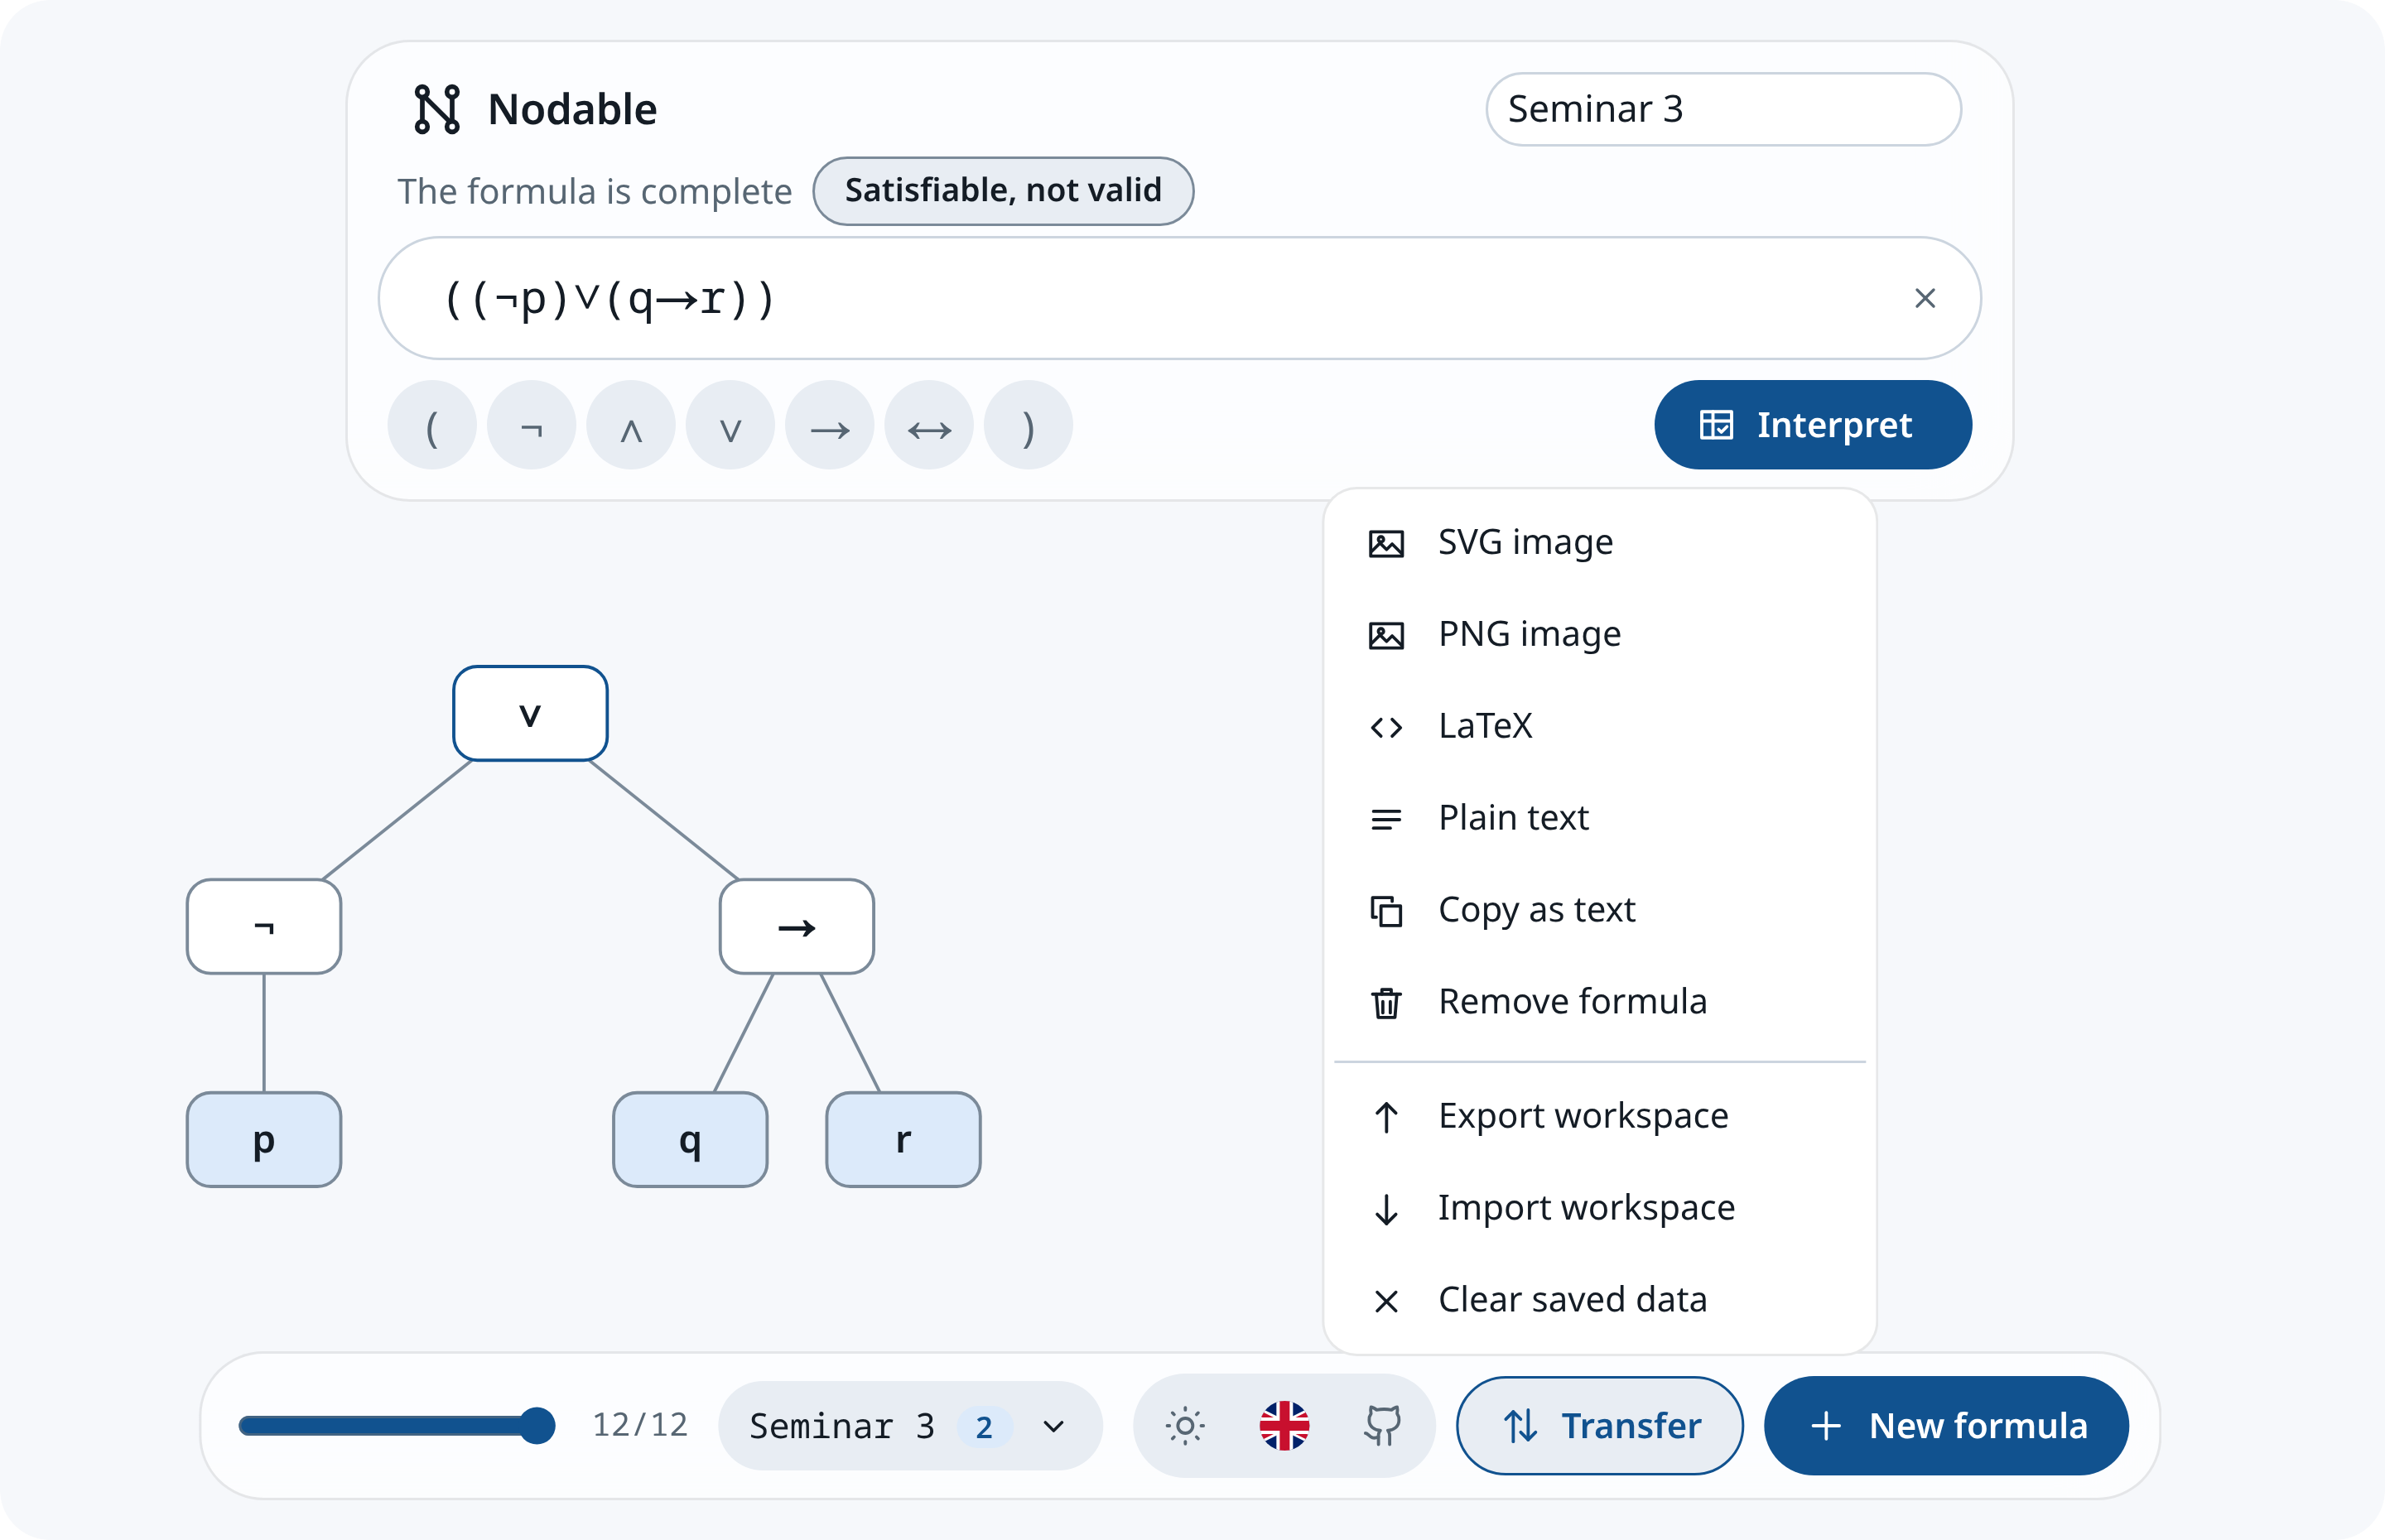 Nodable
Seminar 3
The formula is complete
Satisfiable, not valid
((¬p)∨(q→r))
( ¬ ∧ ∨ → ↔ )
Interpret
SVG image
PNG image
LaTeX
Plain text
Copy as text
Remove formula
Export workspace
Import workspace
Clear saved data
∨
¬ →
p q r
12/12
Seminar 3 2
Transfer
New formula